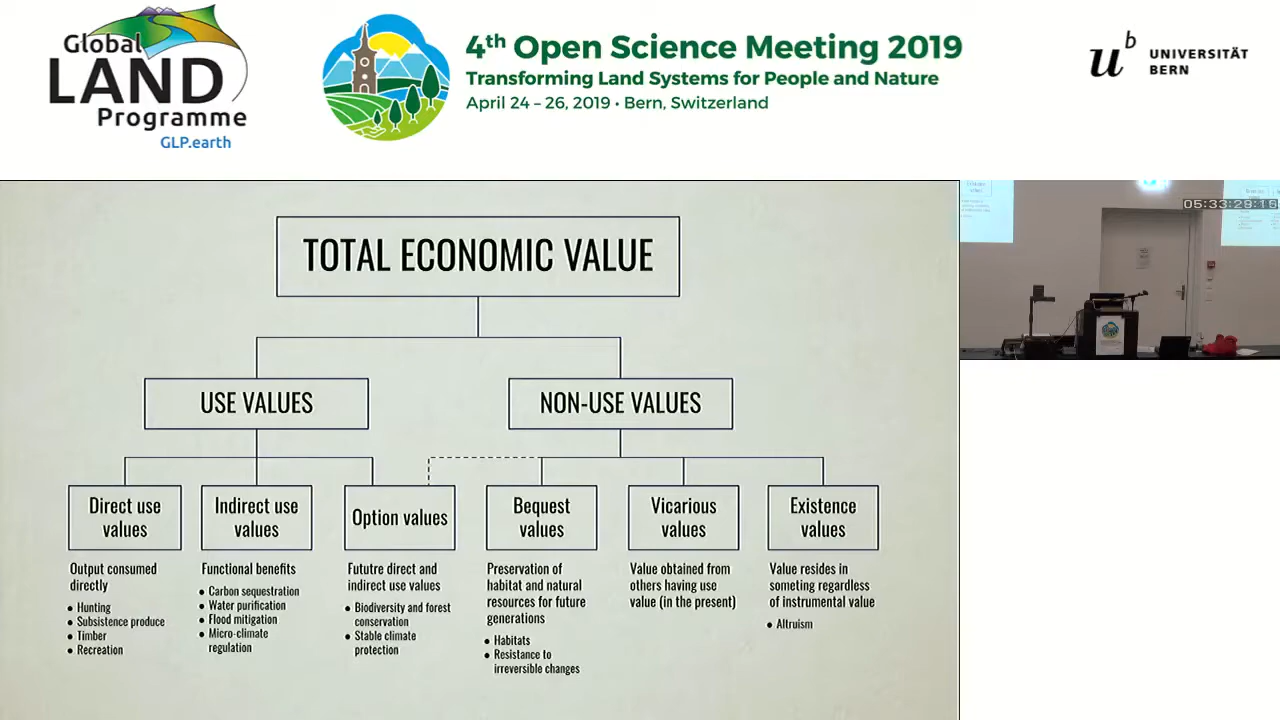 Global
LAND
Programme
GLP.earth
4th Open Science Meeting 2019
Transforming Land Systems for People and Nature
April 24 – 26, 2019 • Bern, Switzerland
u b
UNIVERSITÄT
BERN
05:33:29:16
TOTAL ECONOMIC VALUE
USE VALUES
NON-USE VALUES
Direct use
values
Output consumed
directly
• Hunting
• Subsistence produce
• Timber
• Recreation
Indirect use
values
Functional benefits
• Carbon sequestration
• Water purification
• Flood mitigation
• Micro-climate
regulation
Option values
Fututre direct and
indirect use values
• Biodiversity and forest
conservation
• Stable climate
protection
Bequest
values
Preservation of
habitat and natural
resources for future
generations
• Habitats
• Resistance to
irreversible changes
Vicarious
values
Value obtained from
others having use
value (in the present)
Existence
values
Value resides in
someting regardless
of instrumental value
• Altruism